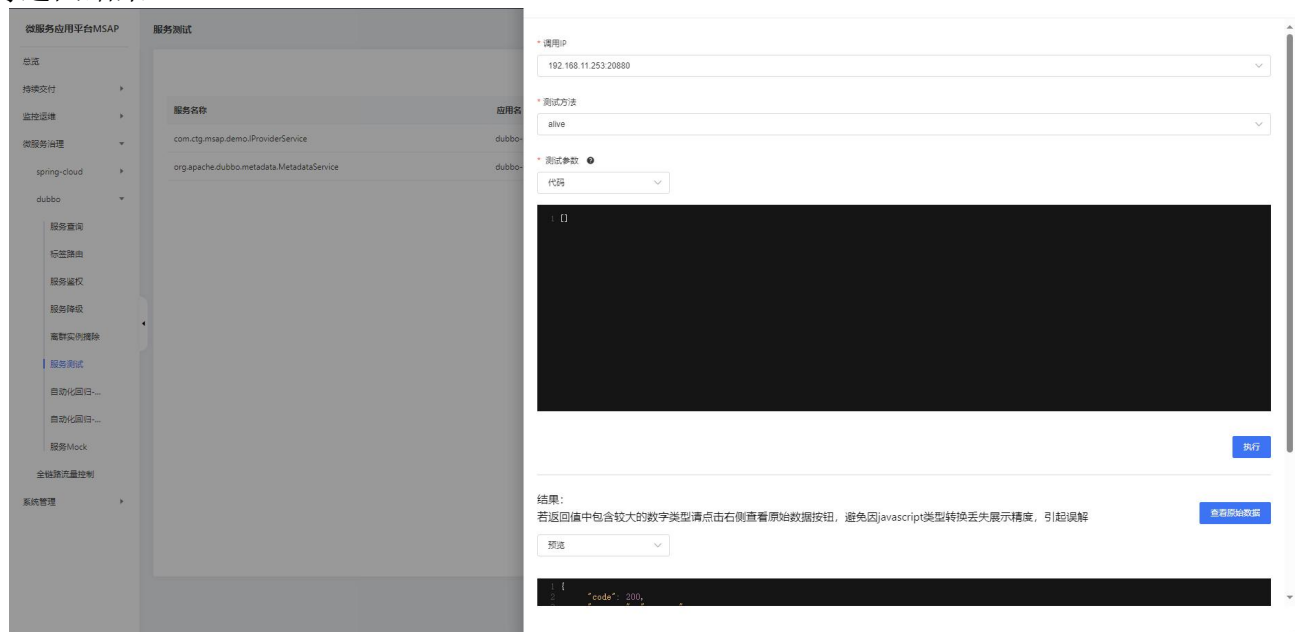 微服务应用平台MSAP
总览
持续交付
监控运维
微服务治理
spring-cloud
dubbo
服务查询
标签路由
服务鉴权
服务降级
离群实例摘除
服务测试
自动化回归-...
自动化回归-...
服务Mock
全链路流量控制
系统管理
服务测试
服务名称
应用名
com.ctg.msap.demo.IProviderService
dubbo-
org.apache.dubbo.metadata.MetadataService
dubbo-
* 调用IP
192.168.11.253:20880
* 测试方法
alive
* 测试参数
代码
1 []
执行
结果：
若返回值中包含较大的数字类型请点击右侧查看原始数据按钮，避免因javascript类型转换丢失展示精度，引起误解
查看原始数据
预览
1 {
2 "code": 200,